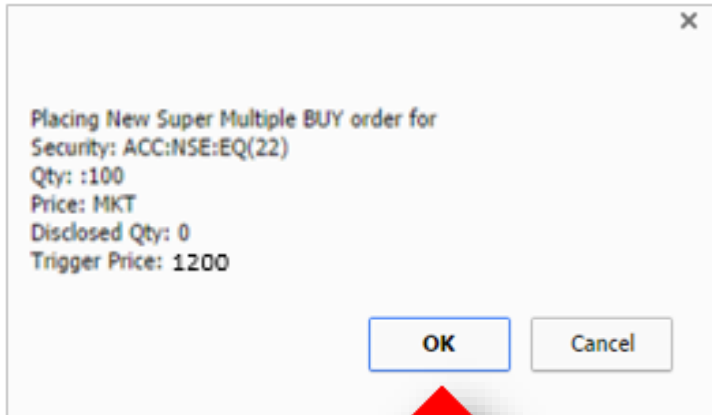 Placing New Super Multiple BUY order for
Security: ACC:NSE:EQ(22)
Qty: :100
Price: MKT
Disclosed Qty: 0
Trigger Price: 1200
OK
Cancel